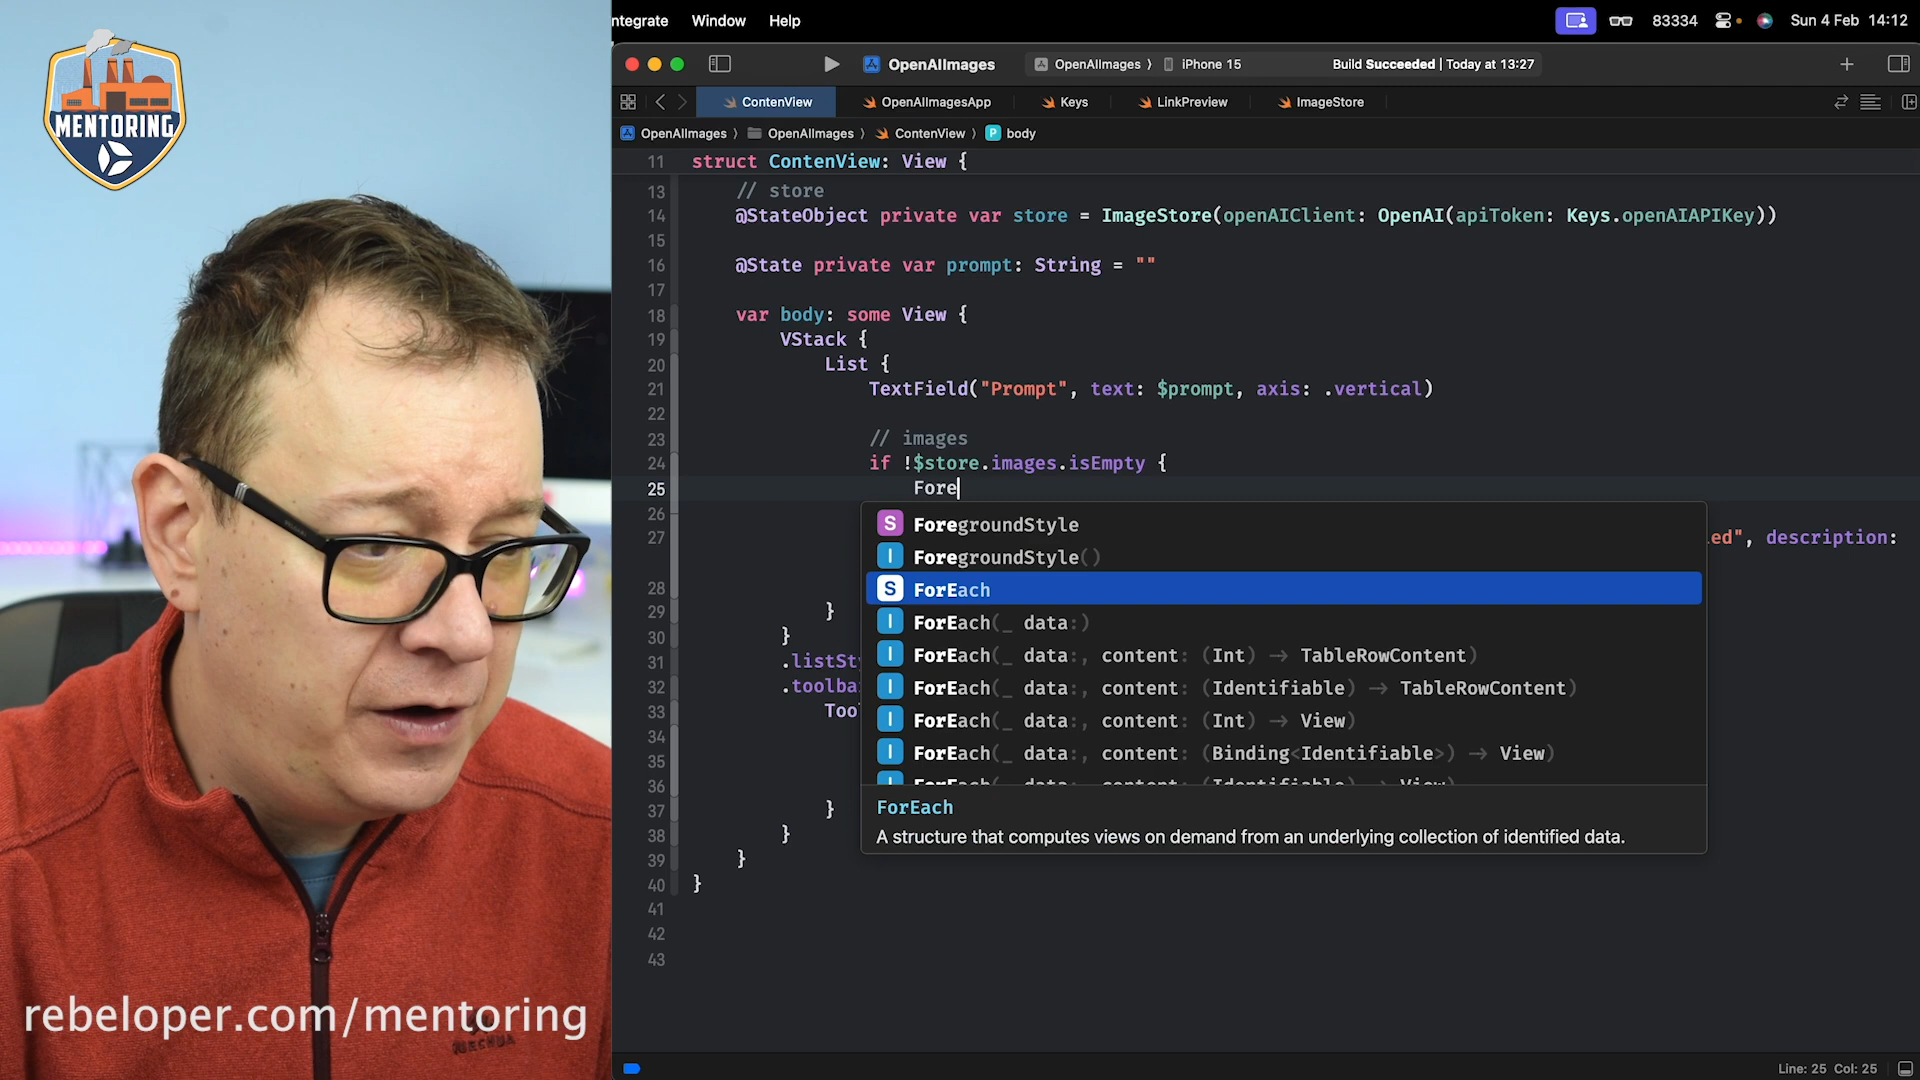 MENTORING
rebeloper.com/mentoring
ntegrate Window Help
83334 Sun 4 Feb 14:12
OpenAIImages
OpenAIImages ⟩ iPhone 15
Build Succeeded | Today at 13:27
ContenView OpenAIImagesApp Keys LinkPreview ImageStore
OpenAIImages ⟩ OpenAIImages ⟩ ContenView ⟩ P body
11 struct ContenView: View {
13 // store
14 @StateObject private var store = ImageStore(openAIClient: OpenAI(apiToken: Keys.openAIAPIKey))
15
16 @State private var prompt: String = ""
17
18 var body: some View {
19 VStack {
20 List {
21 TextField("Prompt", text: $prompt, axis: .vertical)
22
23 // images
24 if !$store.images.isEmpty {
25 Fore
26
27 ed", description:
28
29 }
30 }
31 .listSty
32 .toolba
33 Tool
34
35
36
37 }
38 }
39 }
40 }
41
42
43
S ForegroundStyle
I ForegroundStyle()
S ForEach
I ForEach(_ data:)
I ForEach(_ data:, content: (Int) → TableRowContent)
I ForEach(_ data:, content: (Identifiable) → TableRowContent)
I ForEach(_ data:, content: (Int) → View)
I ForEach(_ data:, content: (Binding<Identifiable>) → View)
I ForEach(_ data:, content: (Identifiable) → View)
ForEach
A structure that computes views on demand from an underlying collection of identified data.
Line: 25 Col: 25